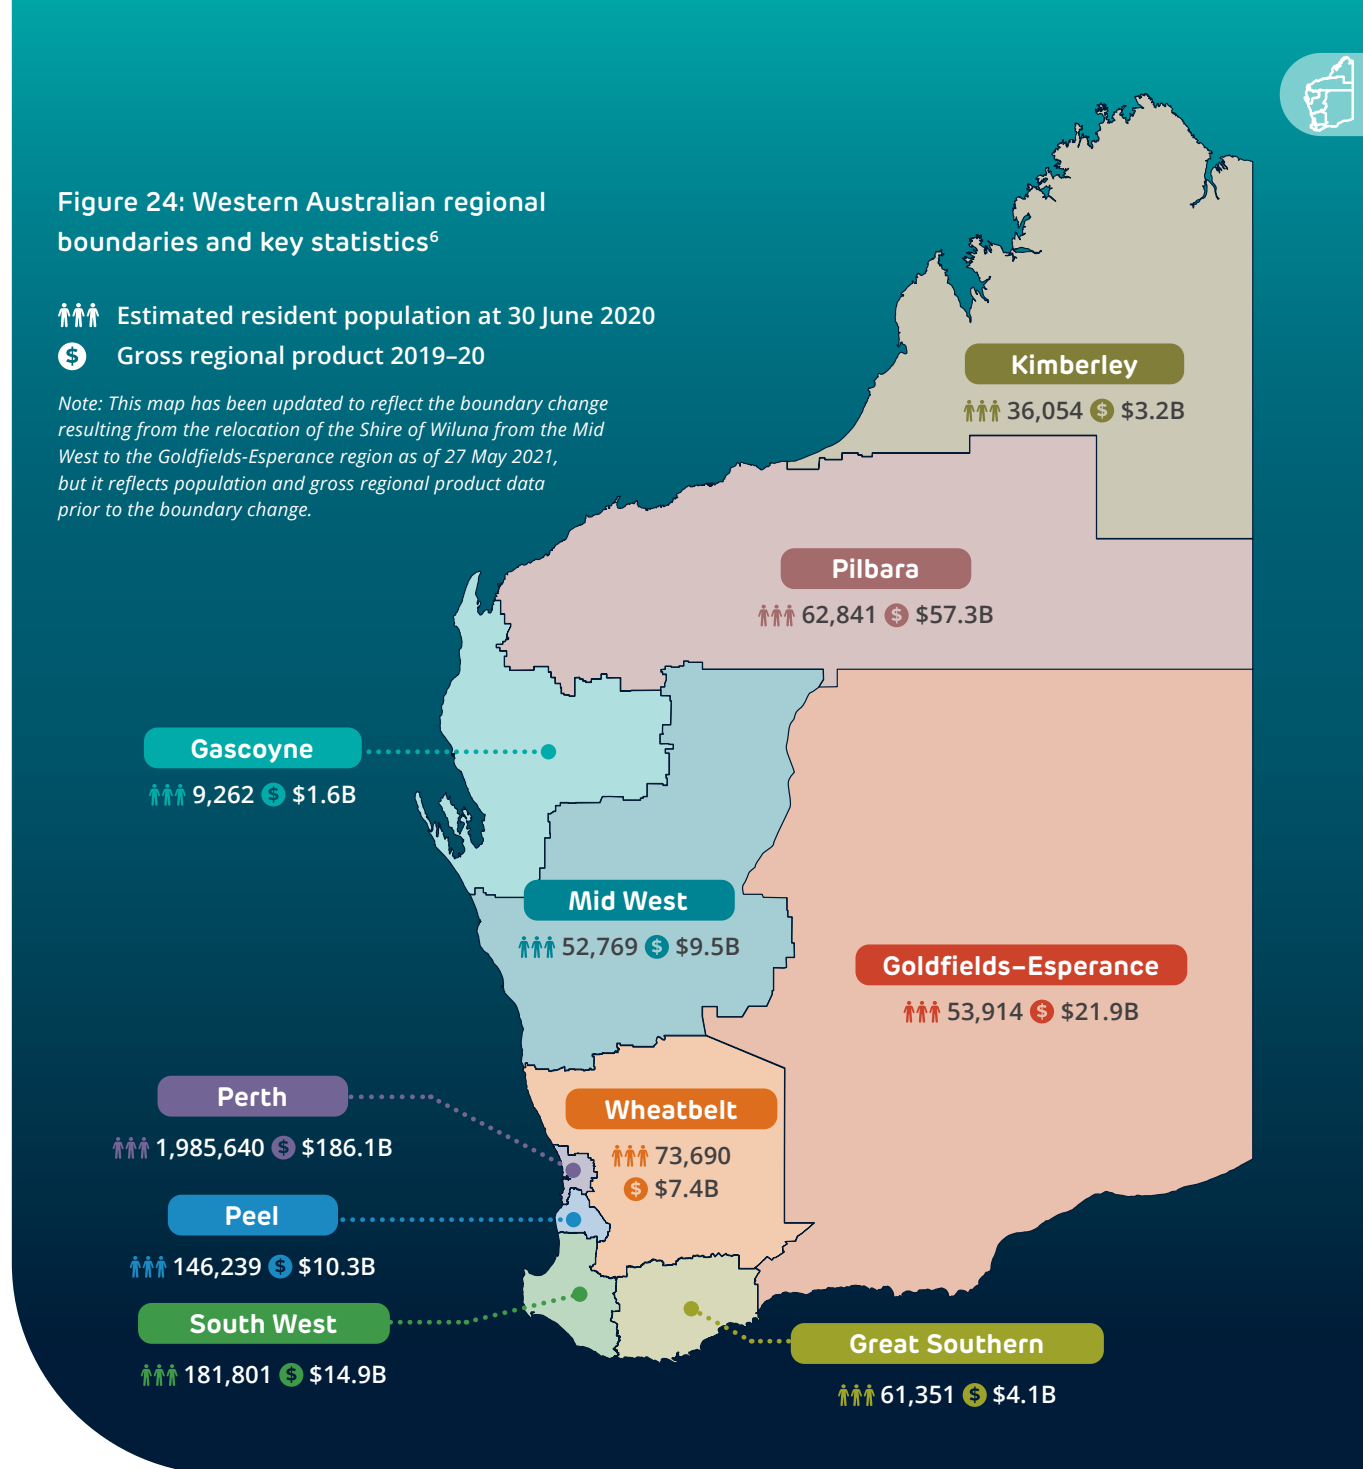 Figure 24: Western Australian regional
boundaries and key statistics⁶
Estimated resident population at 30 June 2020
$ Gross regional product 2019–20
Note: This map has been updated to reflect the boundary change
resulting from the relocation of the Shire of Wiluna from the Mid
West to the Goldfields-Esperance region as of 27 May 2021,
but it reflects population and gross regional product data
prior to the boundary change.
Kimberley
36,054 $ $3.2B
Pilbara
62,841 $ $57.3B
Gascoyne
9,262 $ $1.6B
Mid West
52,769 $ $9.5B
Goldfields–Esperance
53,914 $ $21.9B
Perth
1,985,640 $ $186.1B
Wheatbelt
73,690
$ $7.4B
Peel
146,239 $ $10.3B
South West
181,801 $ $14.9B
Great Southern
61,351 $ $4.1B